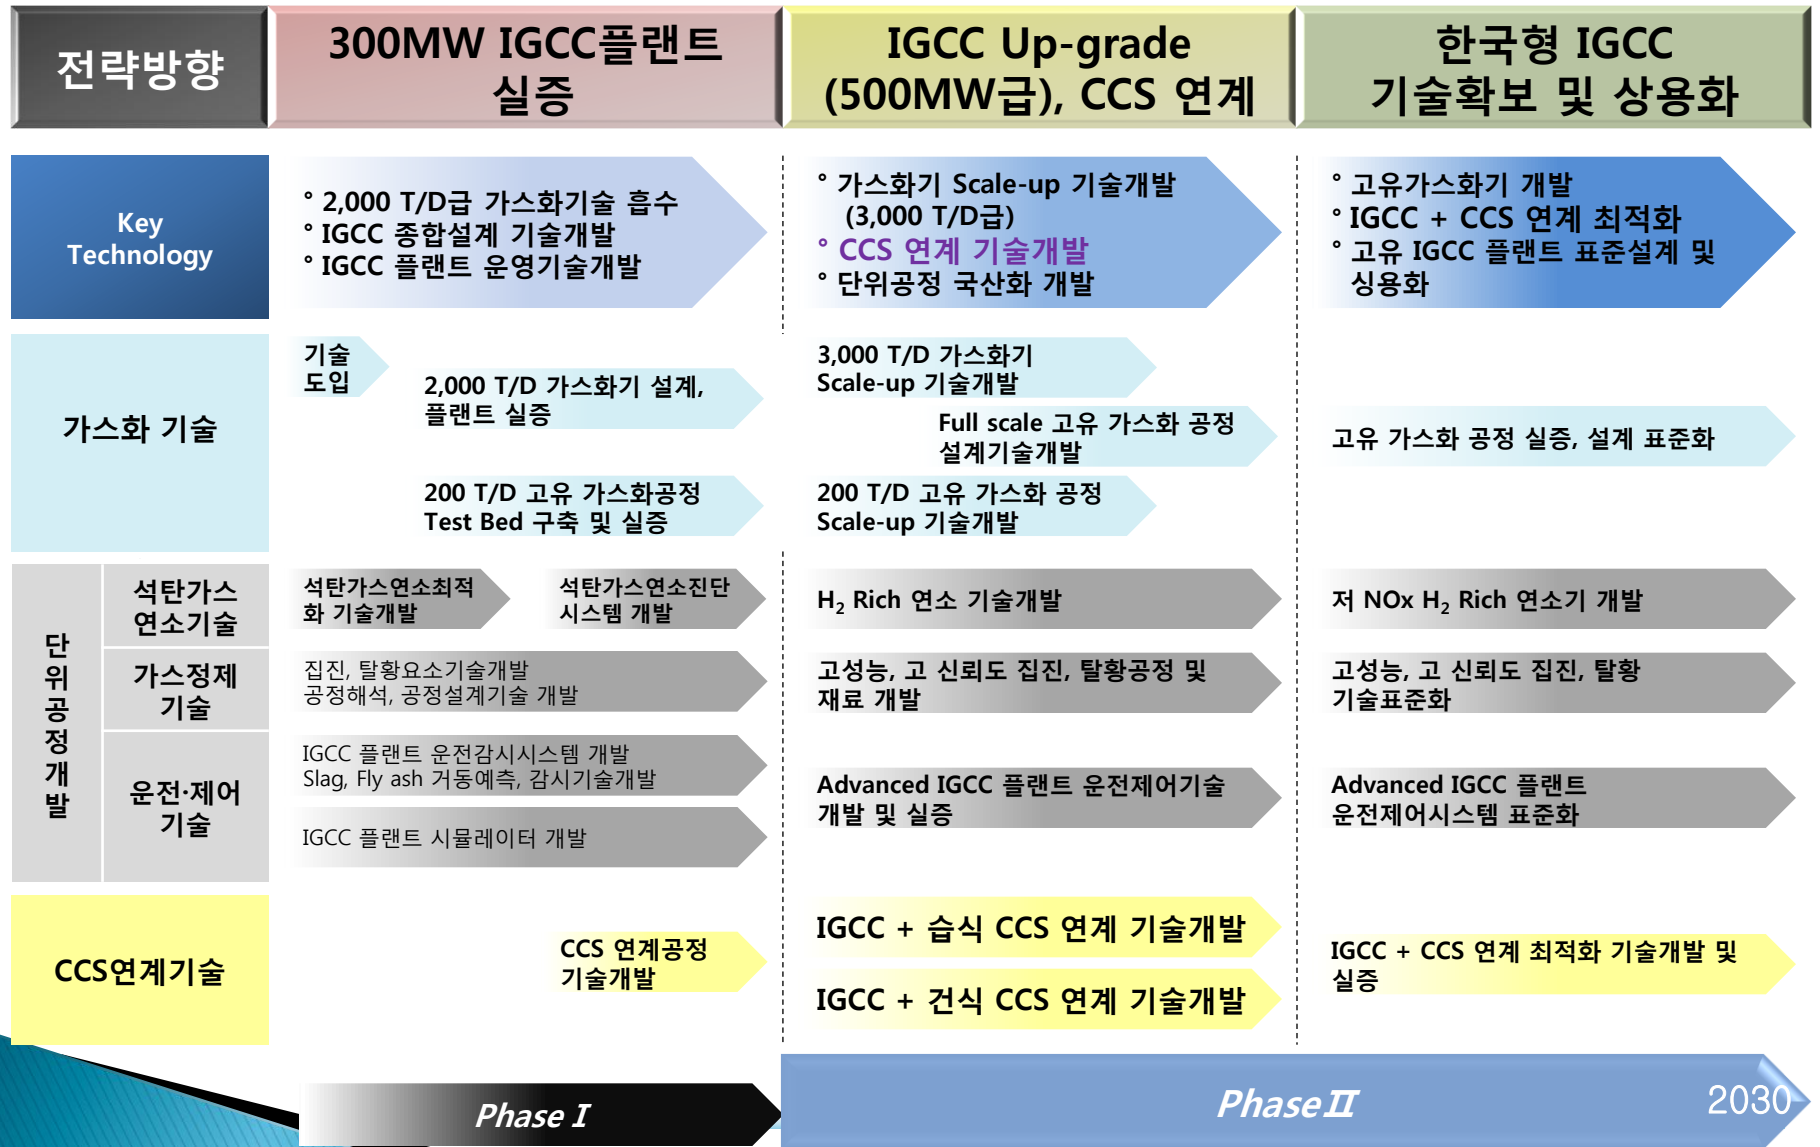 전략방향
300MW IGCC플랜트
실증
IGCC Up-grade
(500MW급), CCS 연계
한국형 IGCC
기술확보 및 상용화
Key
Technology
° 2,000 T/D급 가스화기술 흡수
° IGCC 종합설계 기술개발
° IGCC 플랜트 운영기술개발
° 가스화기 Scale-up 기술개발
(3,000 T/D급)
° CCS 연계 기술개발
° 단위공정 국산화 개발
° 고유가스화기 개발
° IGCC + CCS 연계 최적화
° 고유 IGCC 플랜트 표준설계 및
싱용화
가스화 기술
기술
도입
2,000 T/D 가스화기 설계,
플랜트 실증
200 T/D 고유 가스화공정
Test Bed 구축 및 실증
3,000 T/D 가스화기
Scale-up 기술개발
Full scale 고유 가스화 공정
설계기술개발
200 T/D 고유 가스화 공정
Scale-up 기술개발
고유 가스화 공정 실증, 설계 표준화
단
위
공
정
개
발
석탄가스
연소기술
석탄가스연소최적
화 기술개발
석탄가스연소진단
시스템 개발
H₂ Rich 연소 기술개발
저 NOx H₂ Rich 연소기 개발
가스정제
기술
집진, 탈황요소기술개발
공정해석, 공정설계기술 개발
고성능, 고 신뢰도 집진, 탈황공정 및
재료 개발
고성능, 고 신뢰도 집진, 탈황
기술표준화
운전·제어
기술
IGCC 플랜트 운전감시시스템 개발
Slag, Fly ash 거동예측, 감시기술개발
IGCC 플랜트 시뮬레이터 개발
Advanced IGCC 플랜트 운전제어기술
개발 및 실증
Advanced IGCC 플랜트
운전제어시스템 표준화
CCS연계기술
CCS 연계공정
기술개발
IGCC + 습식 CCS 연계 기술개발
IGCC + 건식 CCS 연계 기술개발
IGCC + CCS 연계 최적화 기술개발 및
실증
Phase I
Phase Ⅱ
2030